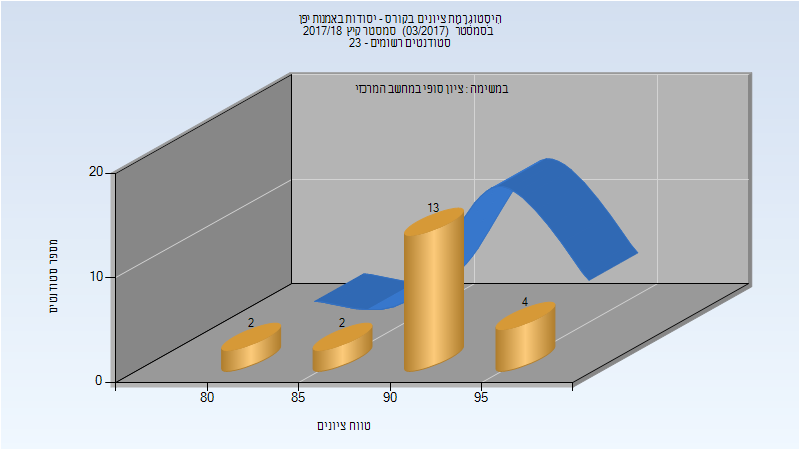 היסטוגרמת ציונים בקורס - יסודות באמנות יפן
בסמסטר (03/2017) סמסטר קיץ 2017/18
סטודנטים רשומים - 23
במשימה : ציון סופי במחשב המרכזי
מספר סטודנטים
20
10
0
2
2
13
4
80
85
90
95
טווח ציונים